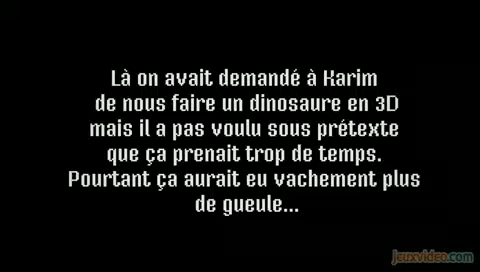 Là on avait demandé à Karim
de nous faire un dinosaure en 3D
mais il a pas voulu sous prétexte
que ça prenait trop de temps.
Pourtant ça aurait eu vachement plus
de gueule...
jeuxvideo.com